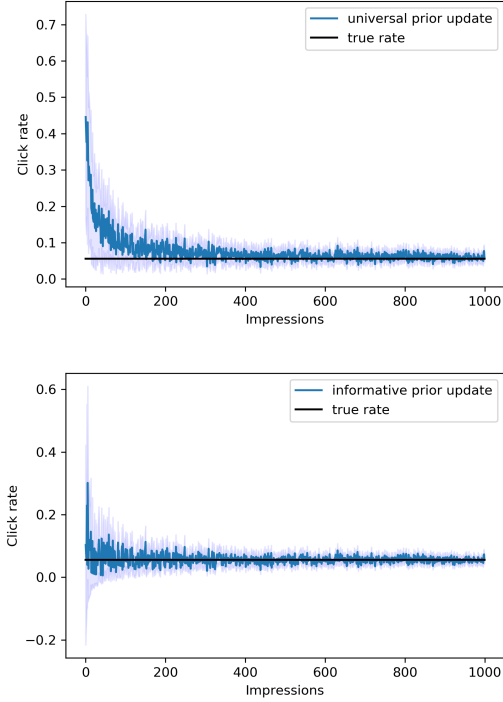 universal prior update
true rate
0.7
0.6
0.5
0.4
0.3
0.2
0.1
0.0
Click rate
0 200 400 600 800 1000
Impressions
informative prior update
true rate
0.6
0.4
0.2
0.0
−0.2
Click rate
0 200 400 600 800 1000
Impressions